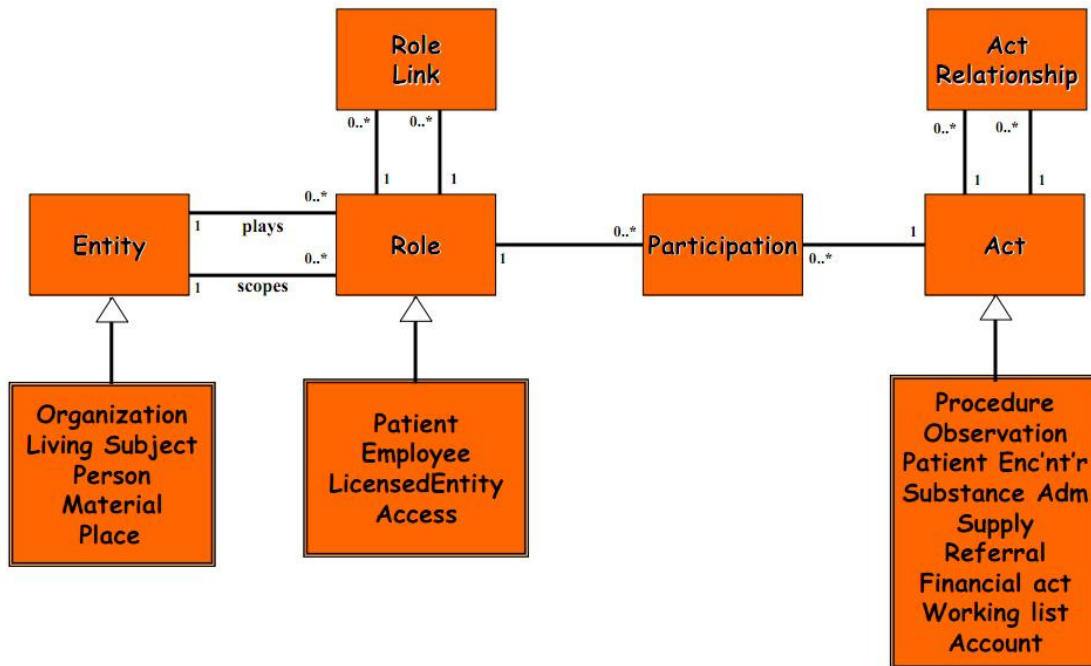 Role
Link
Act
Relationship
0..*
0..*
0..*
0..*
1
1
1
1
Entity
1
plays
0..*
1
scopes
0..*
Role
1
0..*
Participation
0..*
1
Act
Organization
Living Subject
Person
Material
Place
Patient
Employee
LicensedEntity
Access
Procedure
Observation
Patient Enc'nt'r
Substance Adm
Supply
Referral
Financial act
Working list
Account